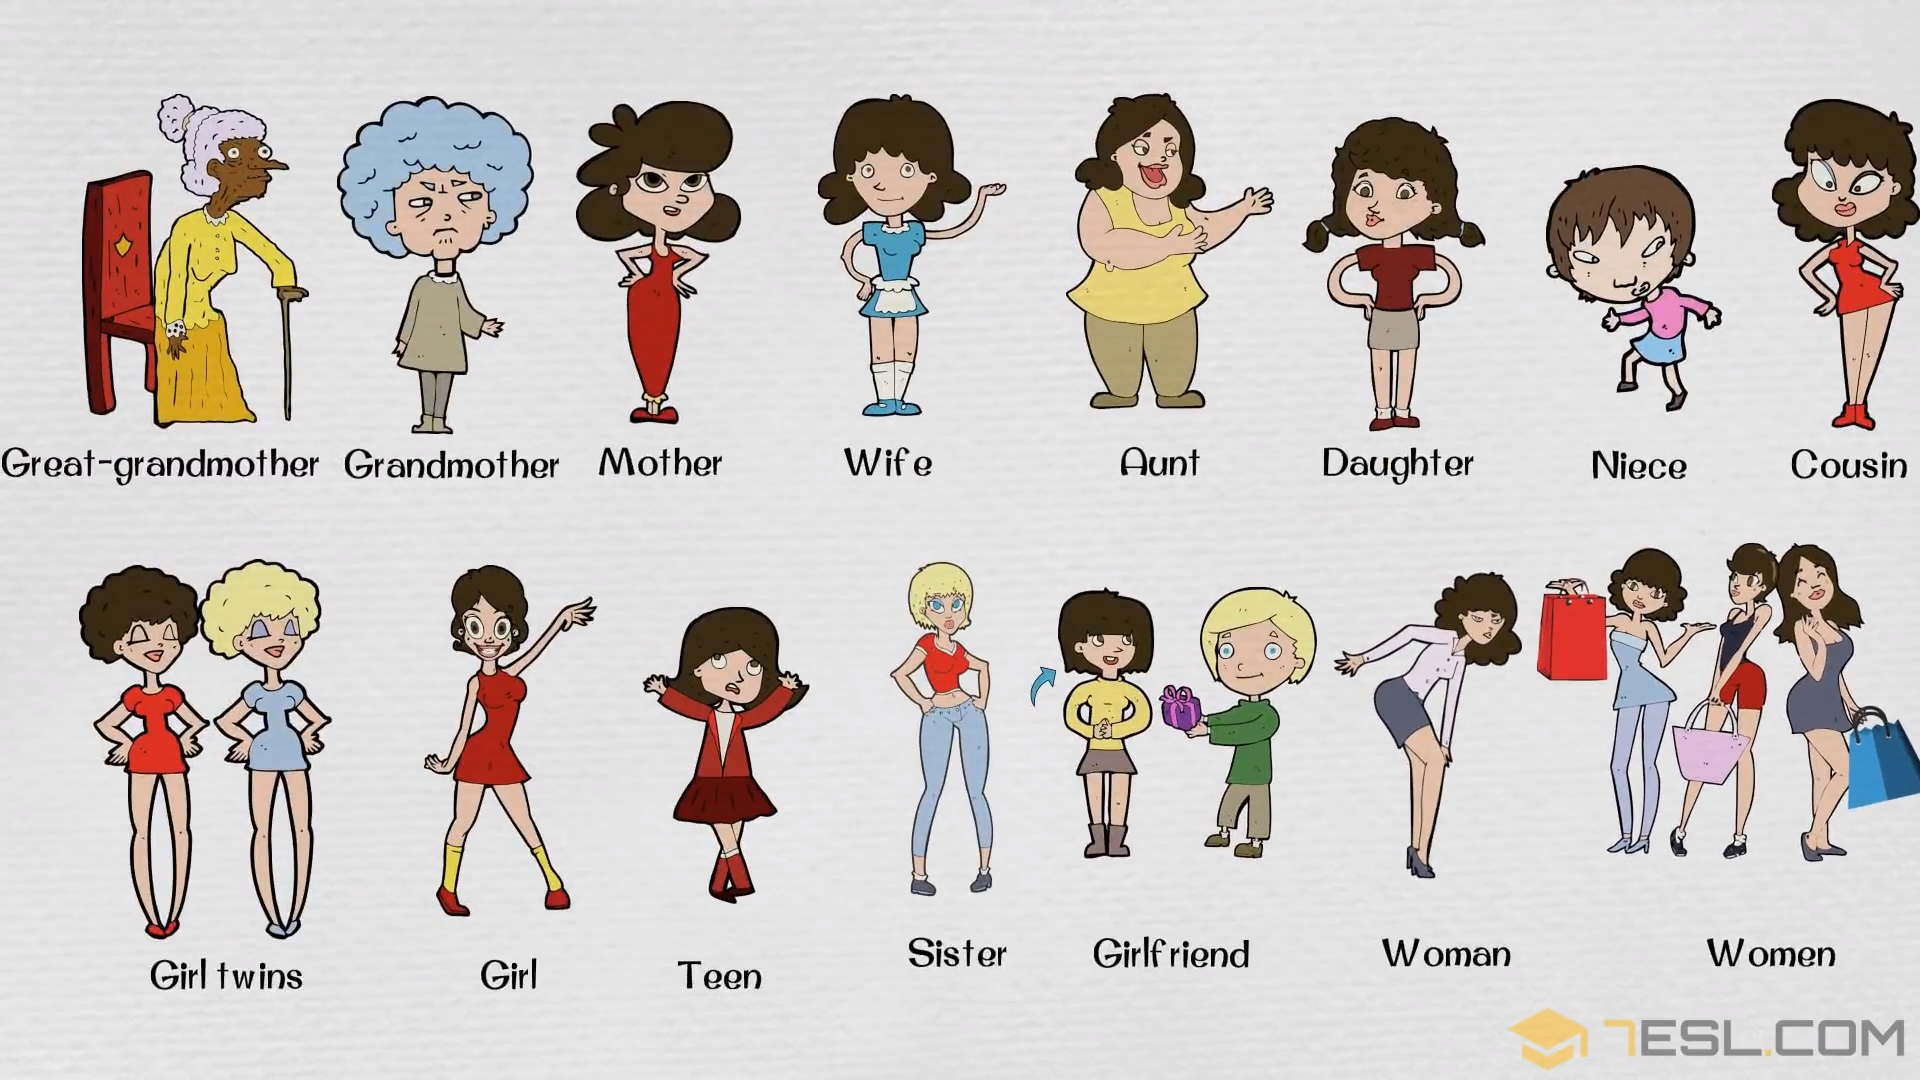 Great-grandmother Grandmother Mother Wife Aunt Daughter Niece Cousin
Girl twins Girl Teen Sister Girlfriend Woman Women
7ESL.COM